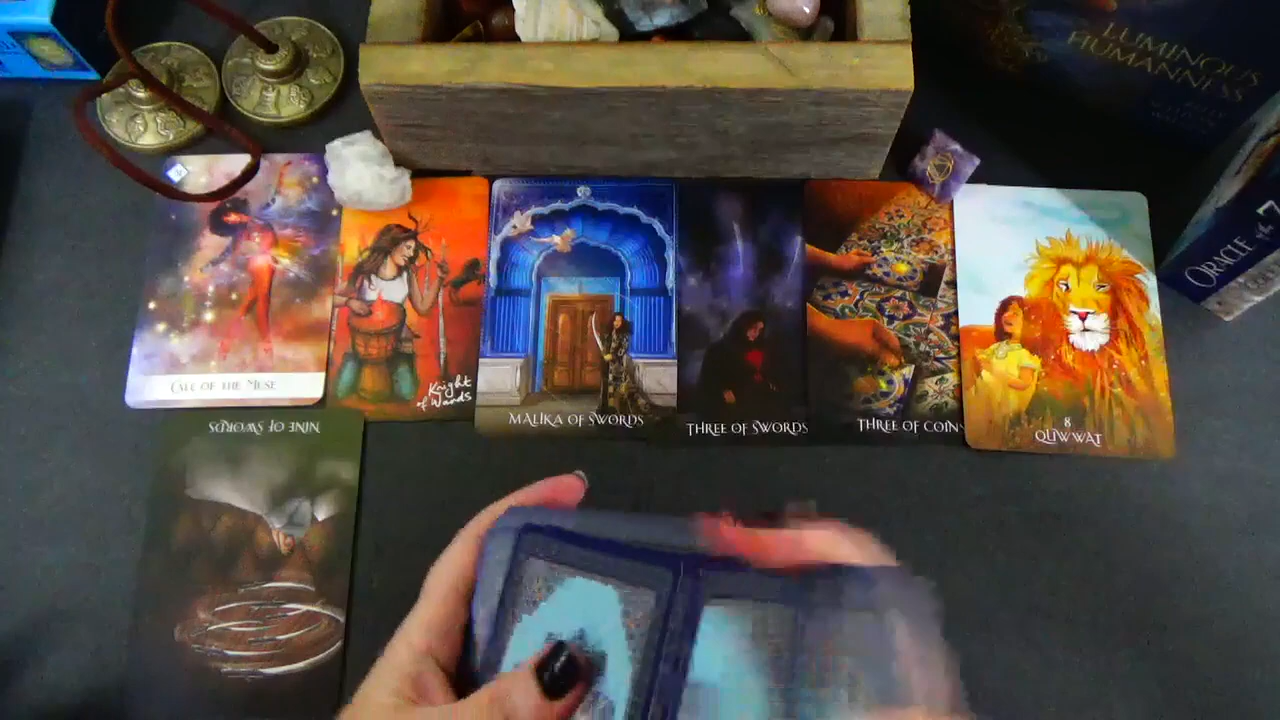 LUMINOUS
HUMANNESS
ORACLE of the 7
CALL OF THE MUSE
Knight
of Wands
MALIKA OF SWORDS
THREE OF SWORDS
THREE OF COINS
8
QUWWAT
NINE OF SWORDS